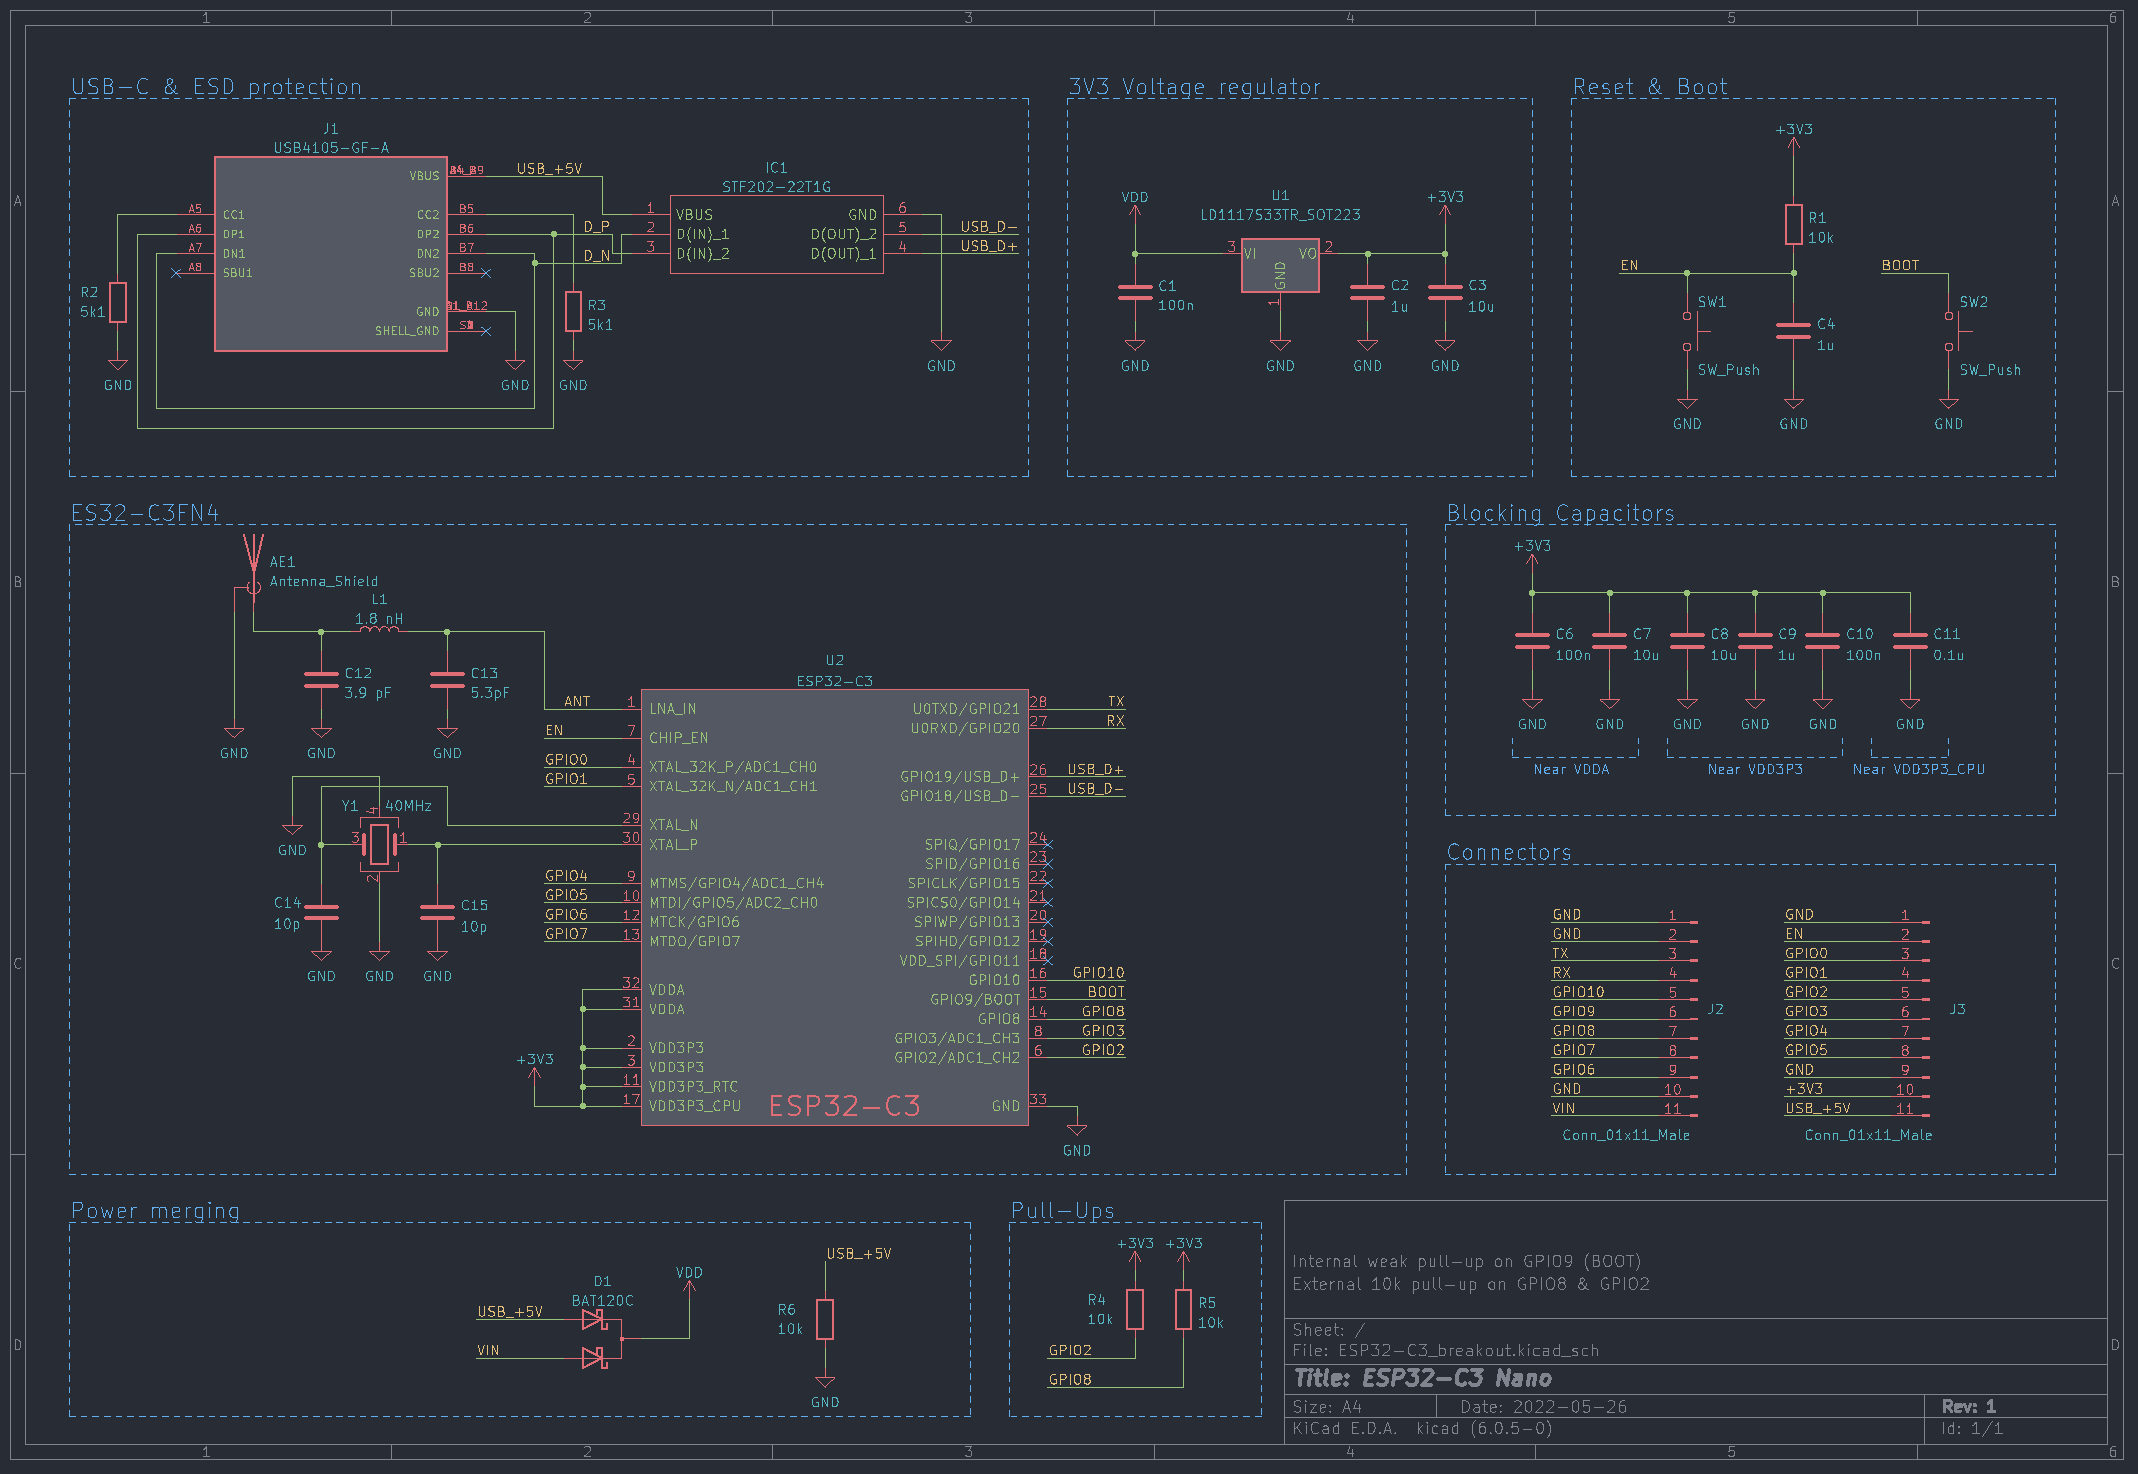 1 2 3 4 5 6
USB-C & ESD protection
J1
USB4105-GF-A
VBUS
USB_+5V
A5 CC1 CC2 B5
A6 DP1 DP2 B6
A7 DN1 DN2 B7
A8 SBU1 SBU2 B8
GND
SHELL_GND
D_P
D_N
R2
5k1
R3
5k1
GND
GND
GND
IC1
STF202-22T1G
1 VBUS GND 6
2 D(IN)_1 D(OUT)_2 5 USB_D-
3 D(IN)_2 D(OUT)_1 4 USB_D+
GND
3V3 Voltage regulator
VDD
U1
LD1117S33TR_SOT223
+3V3
3 VI VO 2
GND
1
C1
100n
C2
1u
C3
10u
GND GND GND GND
Reset & Boot
+3V3
R1
10k
EN
BOOT
SW1
SW_Push
C4
1u
SW2
SW_Push
GND GND GND
A A
ES32-C3FN4
AE1
Antenna_Shield
L1
1.8 nH
C12
3.9 pF
C13
5.3pF
GND GND GND
Y1 40MHz
4
3 1
2
GND
C14
10p
C15
10p
GND GND GND
U2
ESP32-C3
ANT 1 LNA_IN
EN 7 CHIP_EN
GPIO0 4 XTAL_32K_P/ADC1_CH0
GPIO1 5 XTAL_32K_N/ADC1_CH1
29 XTAL_N
30 XTAL_P
GPIO4 9 MTMS/GPIO4/ADC1_CH4
GPIO5 10 MTDI/GPIO5/ADC2_CH0
GPIO6 12 MTCK/GPIO6
GPIO7 13 MTDO/GPIO7
32 VDDA
31 VDDA
2 VDD3P3
3 VDD3P3
11 VDD3P3_RTC
17 VDD3P3_CPU
+3V3
ESP32-C3
U0TXD/GPIO21 28 TX
U0RXD/GPIO20 27 RX
GPIO19/USB_D+ 26 USB_D+
GPIO18/USB_D- 25 USB_D-
SPIQ/GPIO17 24
SPID/GPIO16 23
SPICLK/GPIO15 22
SPICS0/GPIO14 21
SPIWP/GPIO13 20
SPIHD/GPIO12 19
VDD_SPI/GPIO11 18
GPIO10 16 GPIO10
GPIO9/BOOT 15 BOOT
GPIO8 14 GPIO8
GPIO3/ADC1_CH3 8 GPIO3
GPIO2/ADC1_CH2 6 GPIO2
GND 33
GND
Blocking Capacitors
+3V3
C6
100n
C7
10u
C8
10u
C9
1u
C10
100n
C11
0.1u
GND GND GND GND GND GND
Near VDDA
Near VDD3P3
Near VDD3P3_CPU
B B
Connectors
GND 1
GND 2
TX 3
RX 4
GPIO10 5
GPIO9 6
GPIO8 7
GPIO7 8
GPIO6 9
GND 10
VIN 11
J2
Conn_01x11_Male
GND 1
EN 2
GPIO0 3
GPIO1 4
GPIO2 5
GPIO3 6
GPIO4 7
GPIO5 8
GND 9
+3V3 10
USB_+5V 11
J3
Conn_01x11_Male
C C
Power merging
USB_+5V
D1
BAT120C
VIN
VDD
USB_+5V
R6
10k
GND
Pull-Ups
+3V3 +3V3
R4
10k
R5
10k
GPIO2
GPIO8
Internal weak pull-up on GPIO9 (BOOT)
External 10k pull-up on GPIO8 & GPIO2
Sheet: /
File: ESP32-C3_breakout.kicad_sch
Title: ESP32-C3 Nano
Size: A4 Date: 2022-05-26 Rev: 1
KiCad E.D.A. kicad (6.0.5-0) Id: 1/1
D D
1 2 3 4 5 6